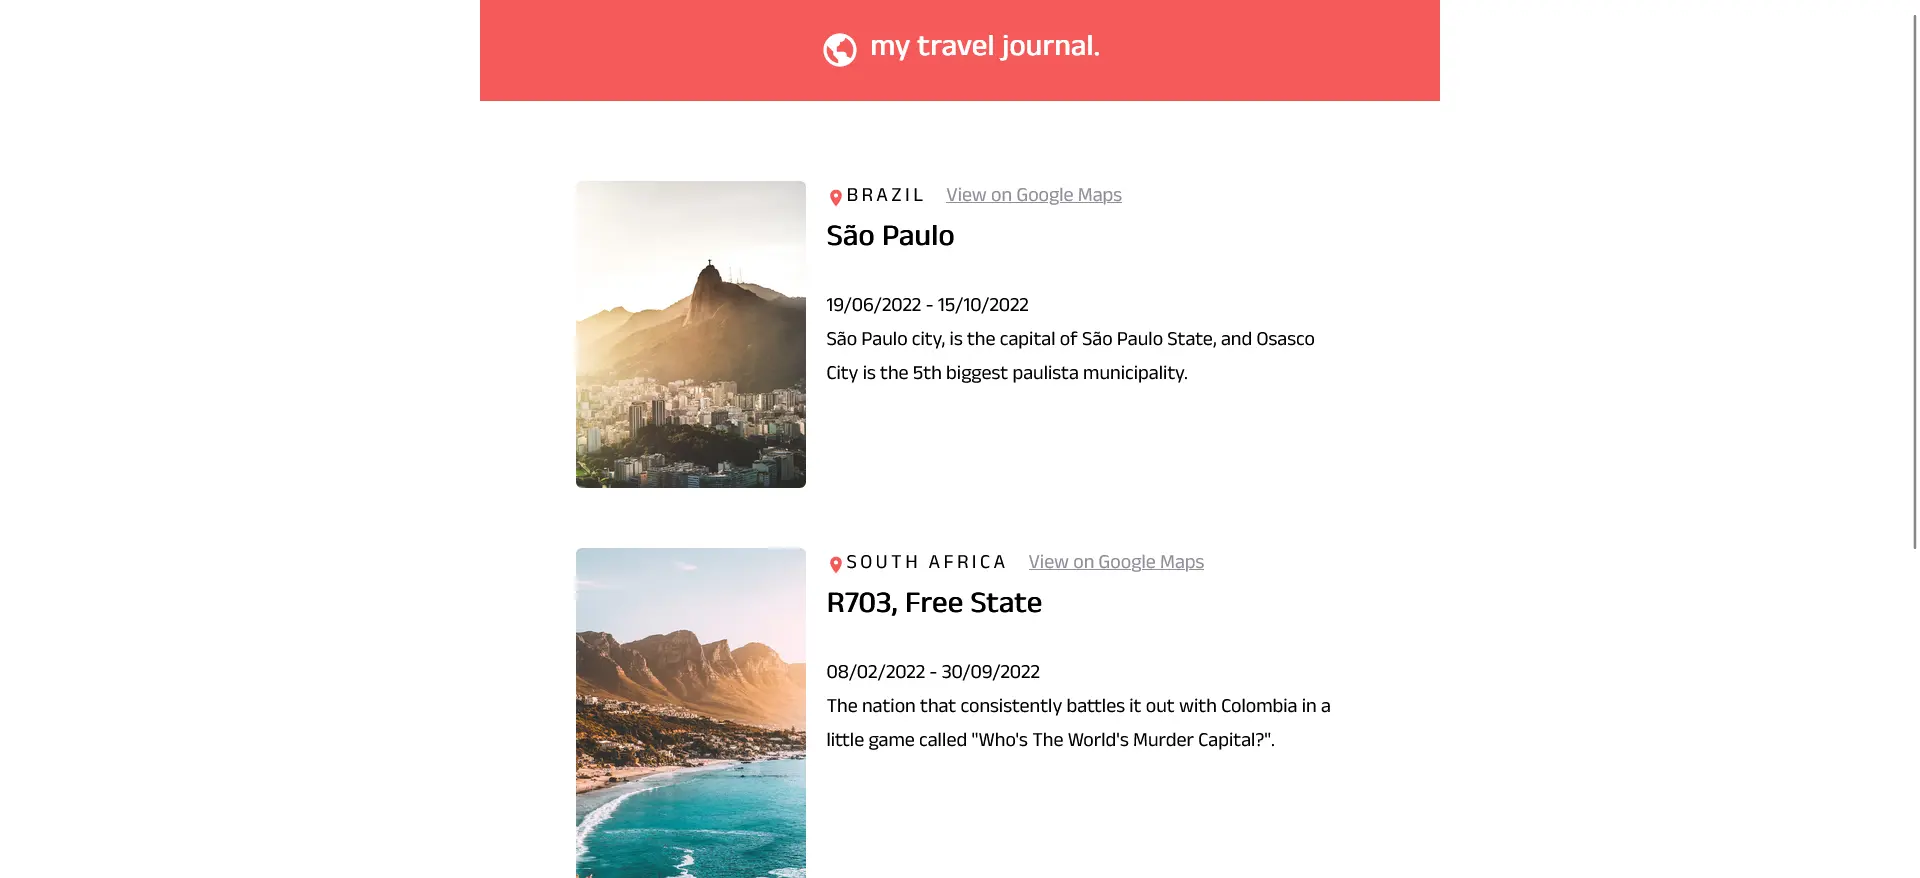 my travel journal.
BRAZIL View on Google Maps
São Paulo
19/06/2022 - 15/10/2022
São Paulo city, is the capital of São Paulo State, and Osasco
City is the 5th biggest paulista municipality.
SOUTH AFRICA View on Google Maps
R703, Free State
08/02/2022 - 30/09/2022
The nation that consistently battles it out with Colombia in a
little game called "Who's The World's Murder Capital?".